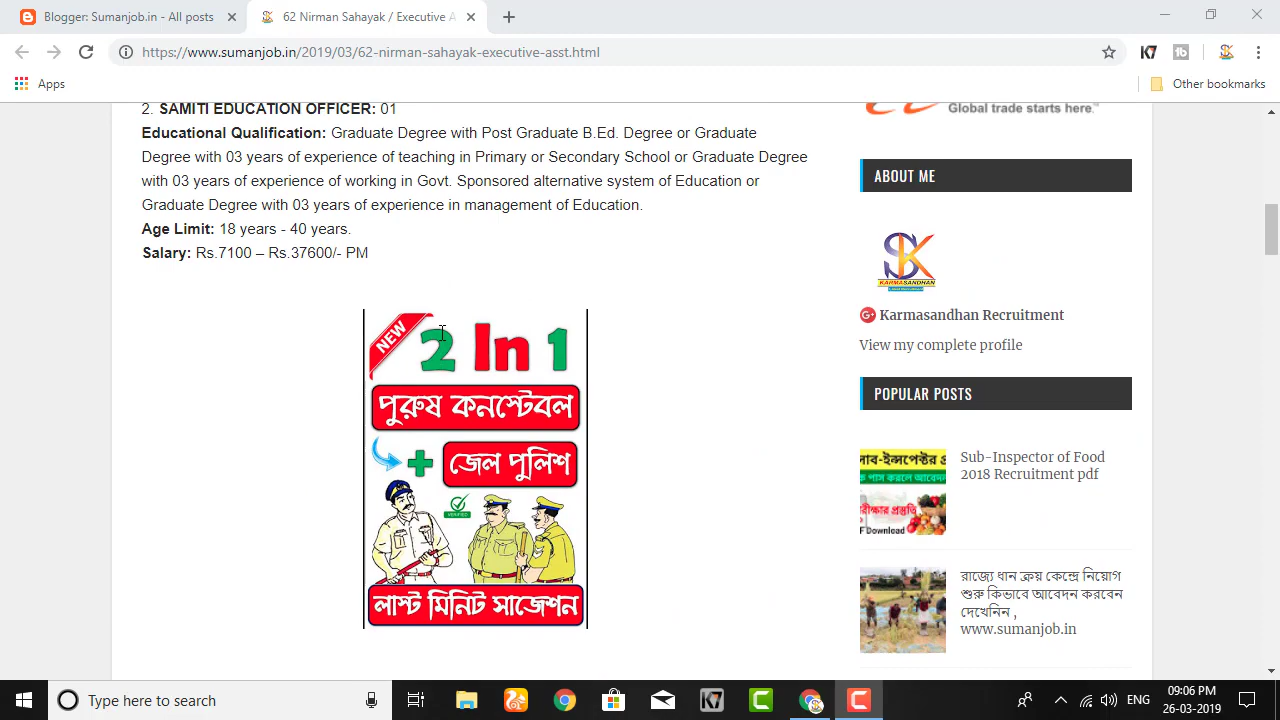 Blogger: Sumanjob.in - All posts
62 Nirman Sahayak / Executive A
https://www.sumanjob.in/2019/03/62-nirman-sahayak-executive-asst.html
K7
tb
Apps
Other bookmarks
2. SAMITI EDUCATION OFFICER: 01
Educational Qualification: Graduate Degree with Post Graduate B.Ed. Degree or Graduate
Degree with 03 years of experience of teaching in Primary or Secondary School or Graduate Degree
with 03 years of experience of working in Govt. Sponsored alternative system of Education or
Graduate Degree with 03 years of experience in management of Education.
Age Limit: 18 years - 40 years.
Salary: Rs.7100 – Rs.37600/- PM
NEW
2 In 1
পুরুষ কনস্টেবল
+ জেল পুলিশ
লাস্ট মিনিট সাজেশন
Global trade starts here.™
ABOUT ME
SK
KARMASANDHAN
Karmasandhan Recruitment
View my complete profile
POPULAR POSTS
Sub-Inspector of Food
2018 Recruitment pdf
রাজ্যে ধান ক্রয় কেন্দ্রে নিয়োগ
শুরু কিভাবে আবেদন করবেন
দেখেনিন ,
www.sumanjob.in
Type here to search
K7
C
C
ENG
09:06 PM
26-03-2019